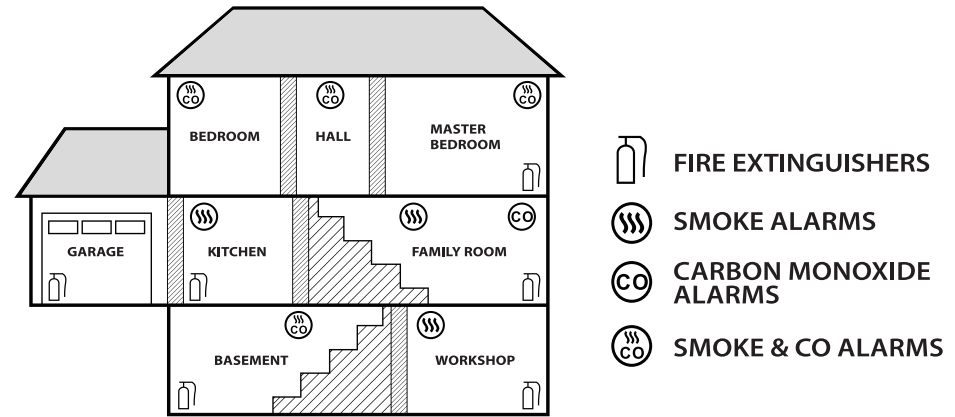 CO
CO
CO
BEDROOM
HALL
MASTER
BEDROOM
FIRE EXTINGUISHERS
CO
SMOKE ALARMS
GARAGE
KITCHEN
FAMILY ROOM
CO
CARBON MONOXIDE
ALARMS
CO
BASEMENT
WORKSHOP
CO
SMOKE & CO ALARMS